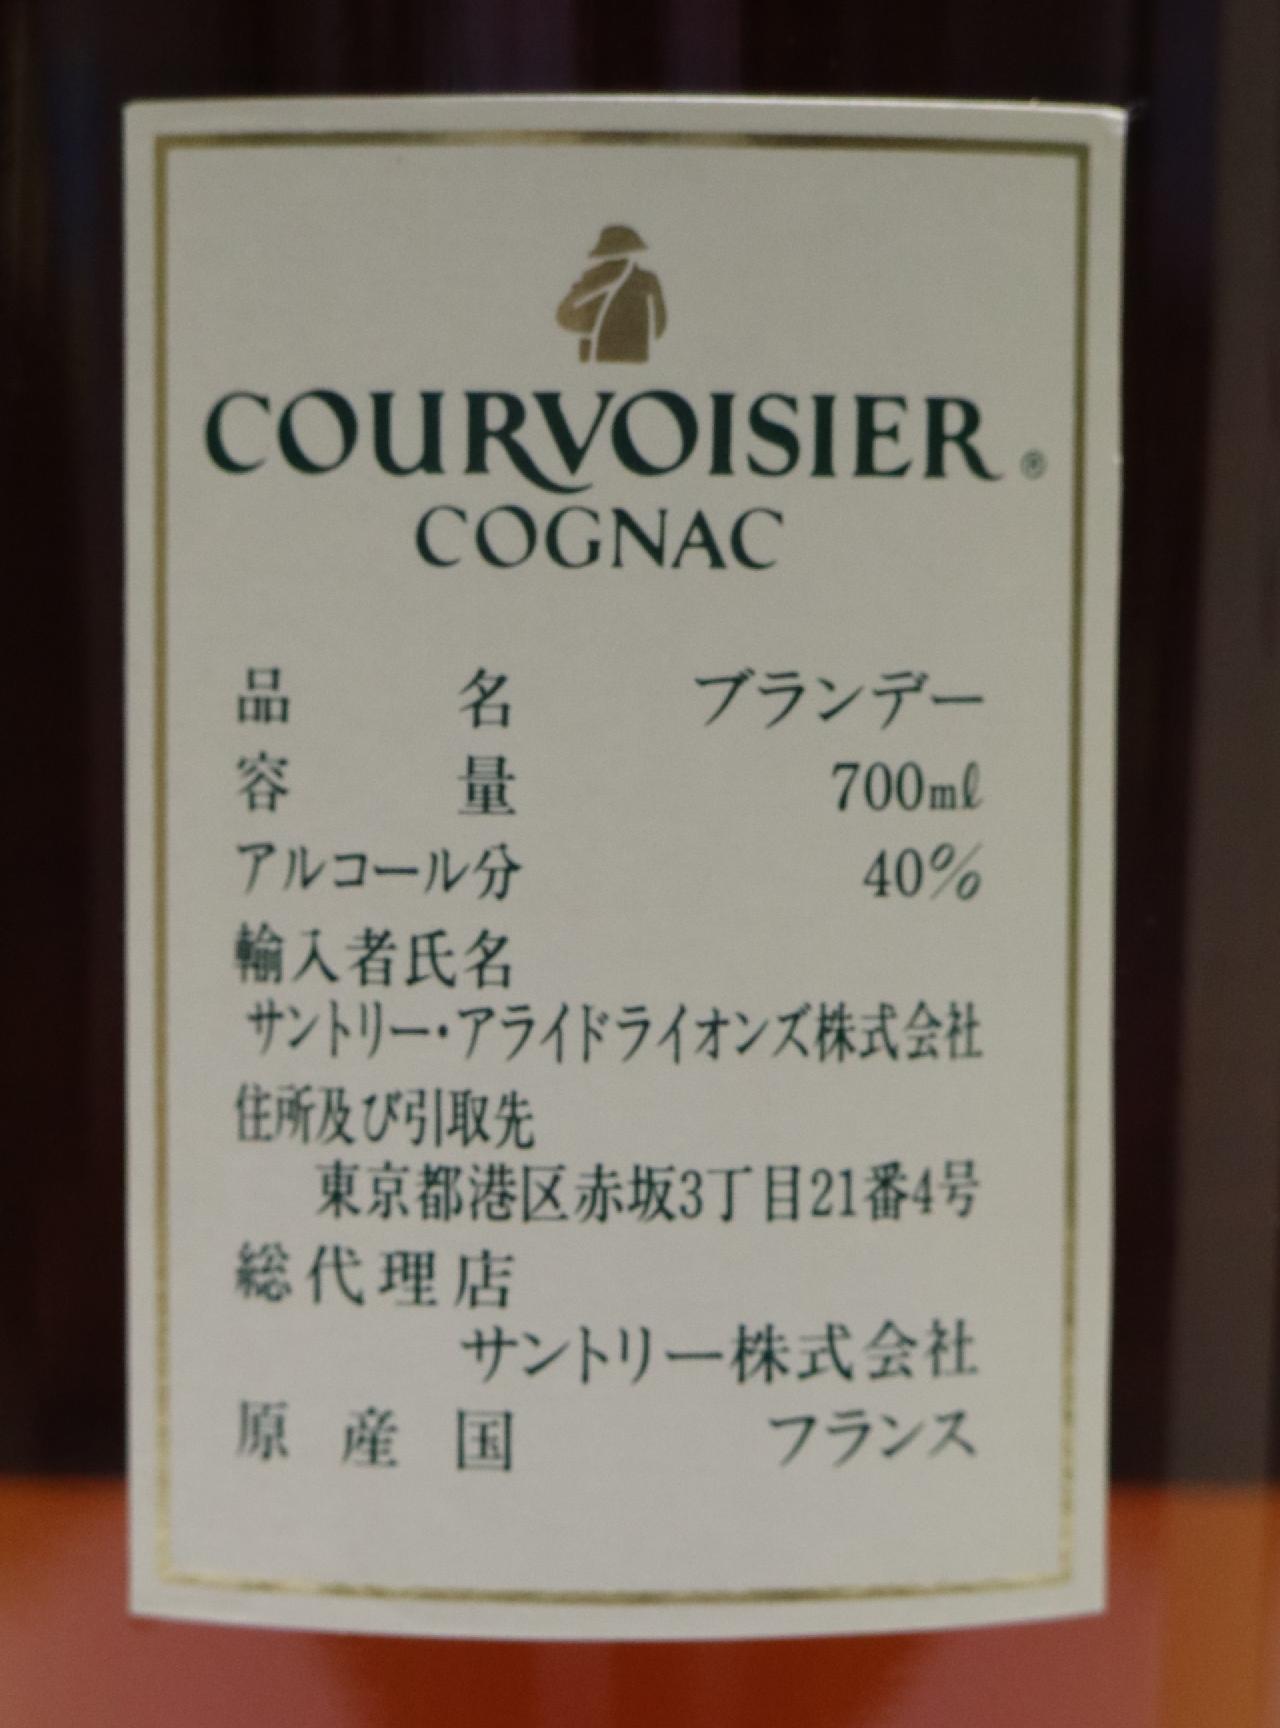 COURVOISIER®
COGNAC
品名 ブランデー
容量 700mℓ
アルコール分 40%
輸入者氏名
サントリー・アライドライオンズ株式会社
住所及び引取先
東京都港区赤坂3丁目21番4号
総代理店
サントリー株式会社
原産国 フランス